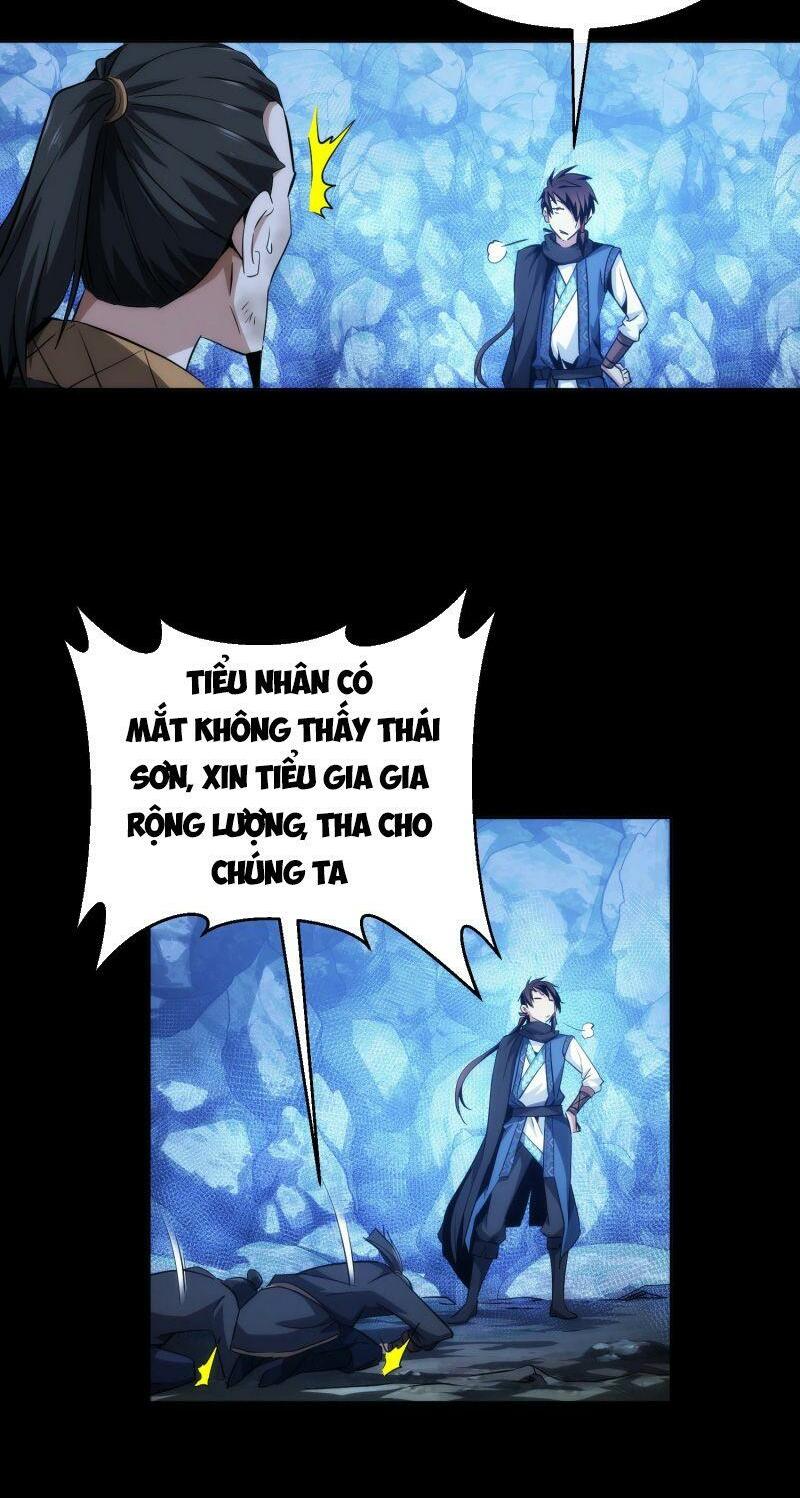 TIỂU NHÂN CÓ
MẮT KHÔNG THẤY THÁI
SƠN, XIN TIỂU GIA GIA
RỘNG LƯỢNG, THA CHO
CHÚNG TA